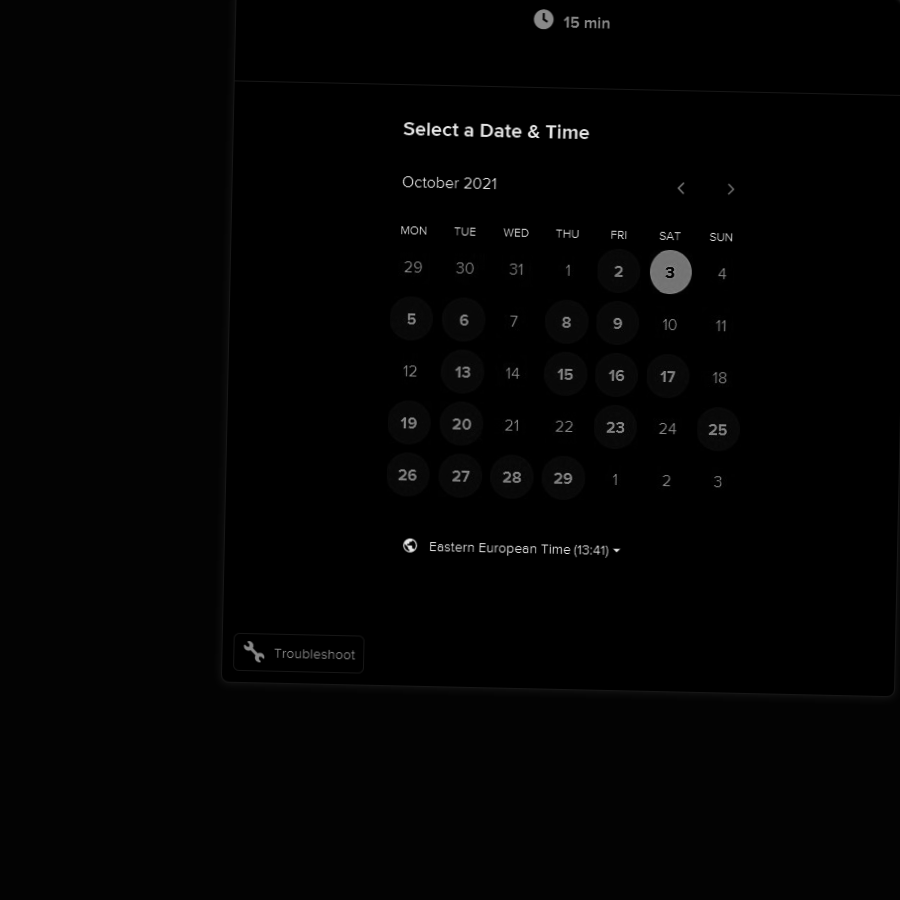 15 min
Select a Date & Time
October 2021
MON TUE WED THU FRI SAT SUN
29 30 31 1 2 3 4
5 6 7 8 9 10 11
12 13 14 15 16 17 18
19 20 21 22 23 24 25
26 27 28 29 1 2 3
Eastern European Time (13:41)
Troubleshoot